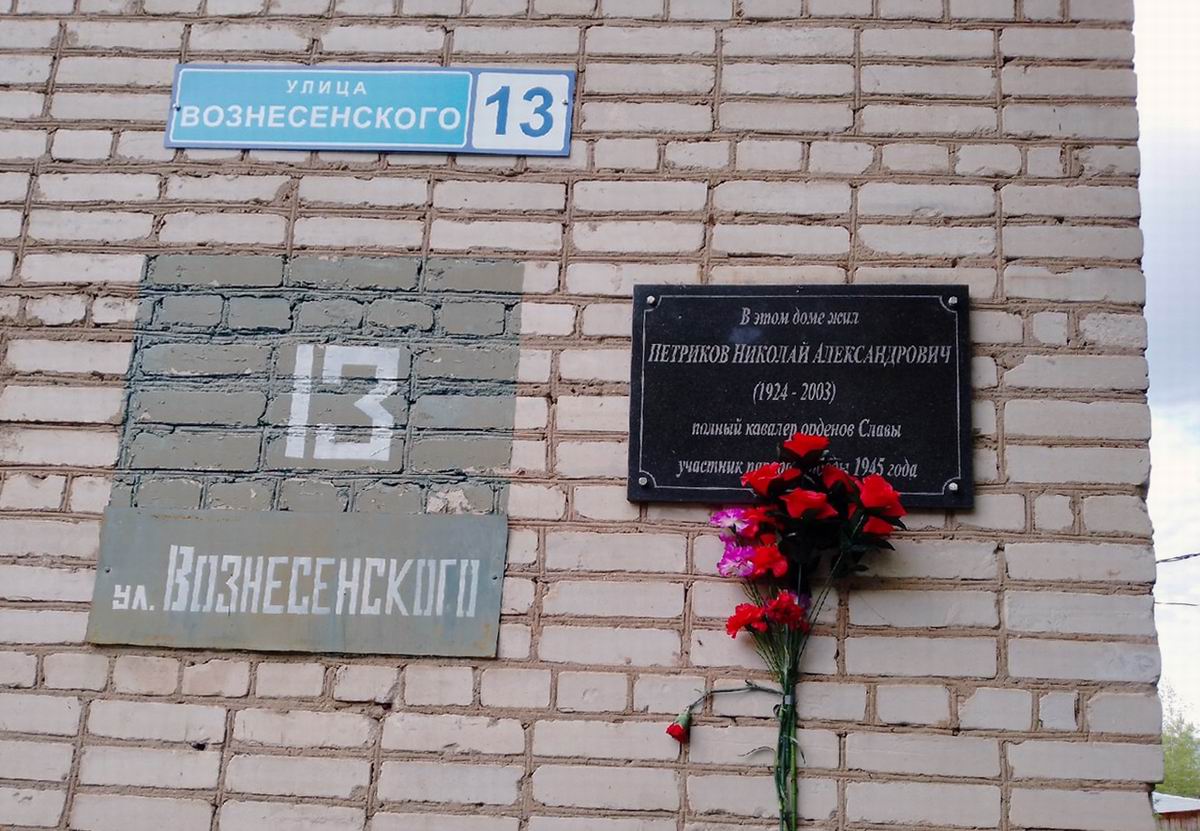 УЛИЦА
ВОЗНЕСЕНСКОГО 13
13
ул. ВОЗНЕСЕНСКОГО
В этом доме жил
ПЕТРИКОВ НИКОЛАЙ АЛЕКСАНДРОВИЧ
(1924 - 2003)
полный кавалер орденов Славы
участник 1945 года